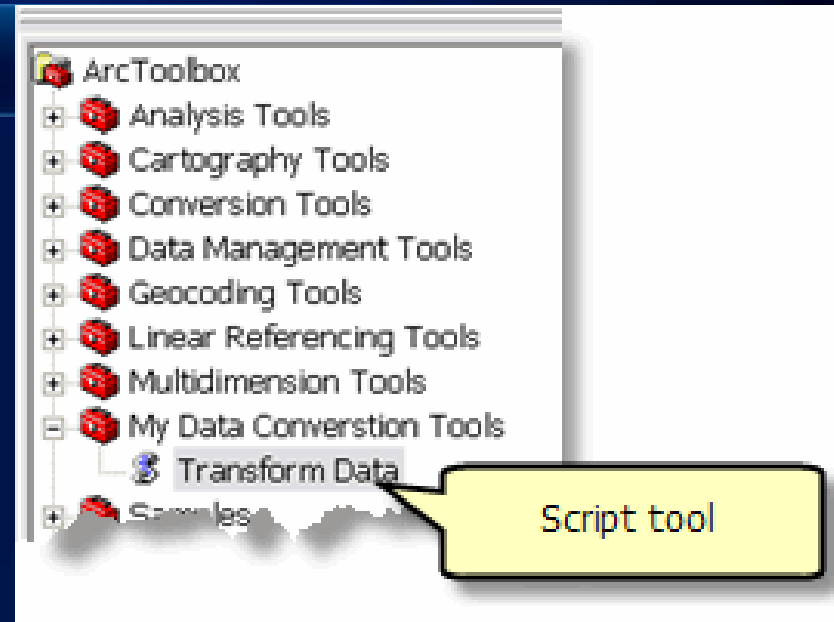 ArcToolbox
Analysis Tools
Cartography Tools
Conversion Tools
Data Management Tools
Geocoding Tools
Linear Referencing Tools
Multidimension Tools
My Data Converstion Tools
Transform Data
Script tool